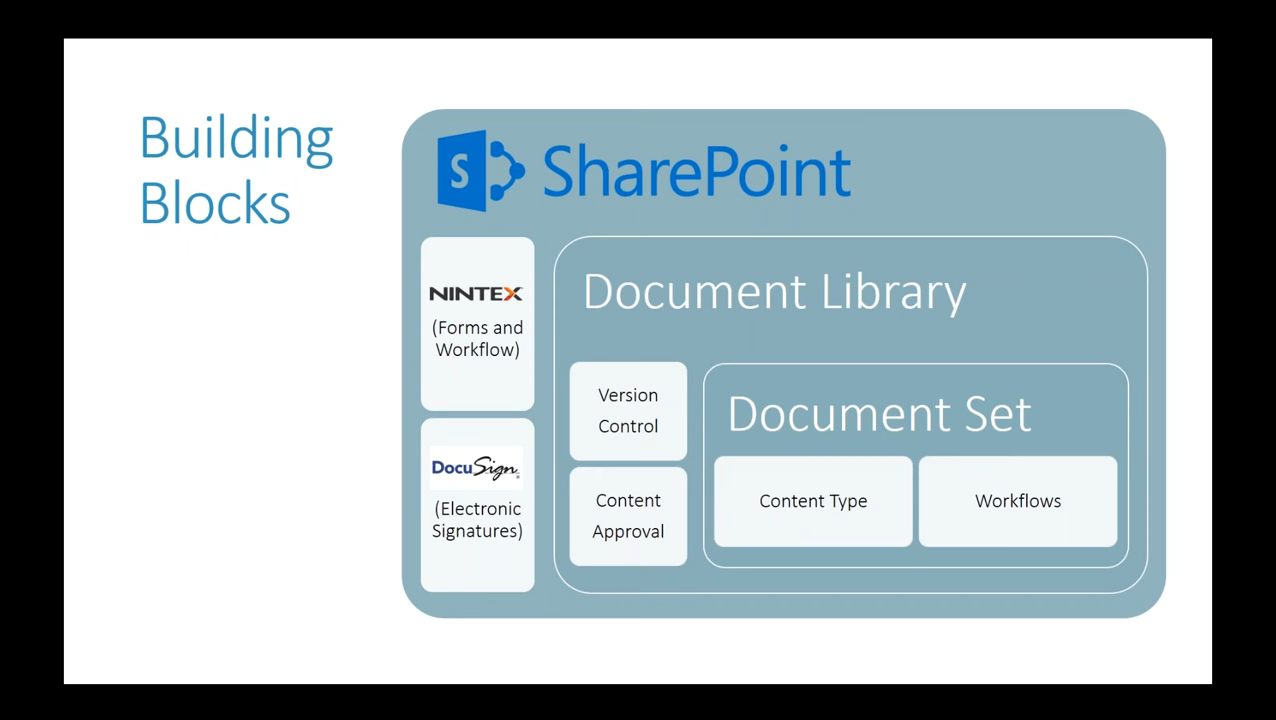 Building
Blocks
S SharePoint
NINTEX
(Forms and
Workflow)
DocuSign
(Electronic
Signatures)
Document Library
Version
Control
Content
Approval
Document Set
Content Type
Workflows